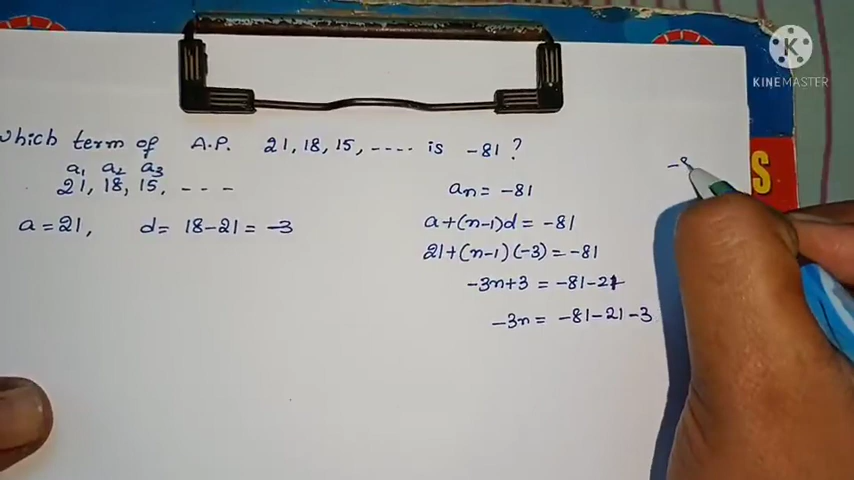 which term of A.P. 21, 18, 15, ---- is -81 ?
a1 a2 a3
21, 18, 15, - - -
a = 21, d = 18-21 = -3
an = -81
a+(n-1)d = -81
21+(n-1)(-3) = -81
-3n+3 = -81-21
-3n = -81-21-3
-8
KINEMASTER
S